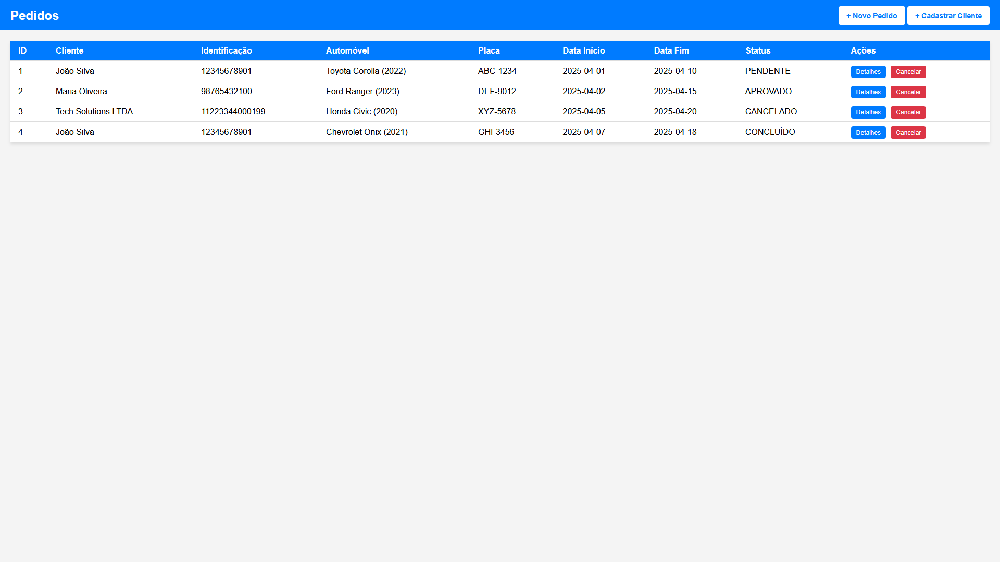 Pedidos + Novo Pedido + Cadastrar Cliente
ID Cliente Identificação Automóvel Placa Data Início Data Fim Status Ações
1 João Silva 12345678901 Toyota Corolla (2022) ABC-1234 2025-04-01 2025-04-10 PENDENTE Detalhes Cancelar
2 Maria Oliveira 98765432100 Ford Ranger (2023) DEF-9012 2025-04-02 2025-04-15 APROVADO Detalhes Cancelar
3 Tech Solutions LTDA 11223344000199 Honda Civic (2020) XYZ-5678 2025-04-05 2025-04-20 CANCELADO Detalhes Cancelar
4 João Silva 12345678901 Chevrolet Onix (2021) GHI-3456 2025-04-07 2025-04-18 CONCLUÍDO Detalhes Cancelar